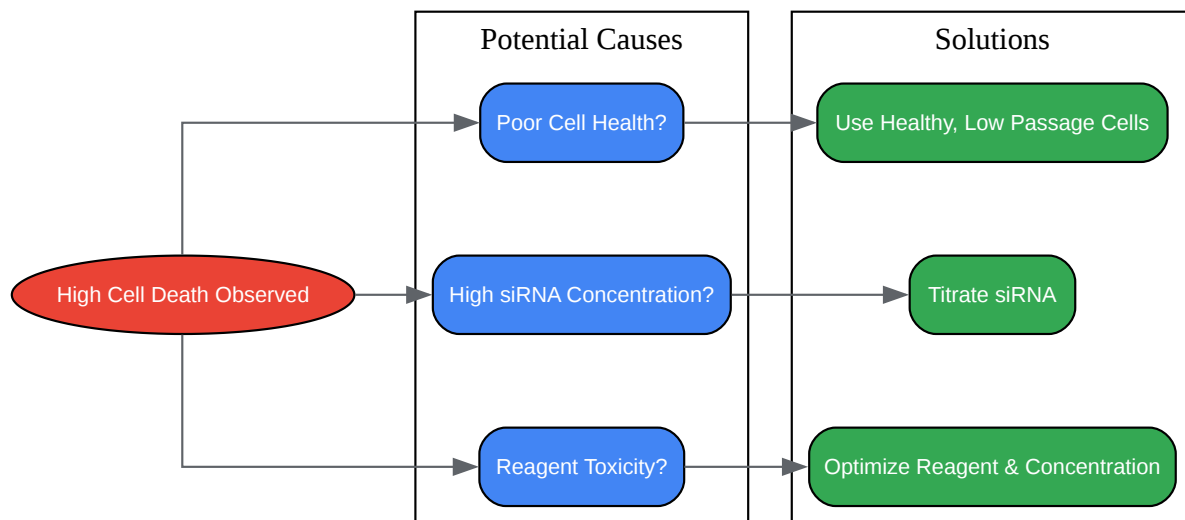 Potential Causes
Solutions
Poor Cell Health?
Use Healthy, Low Passage Cells
High Cell Death Observed
High siRNA Concentration?
Titrate siRNA
Reagent Toxicity?
Optimize Reagent & Concentration